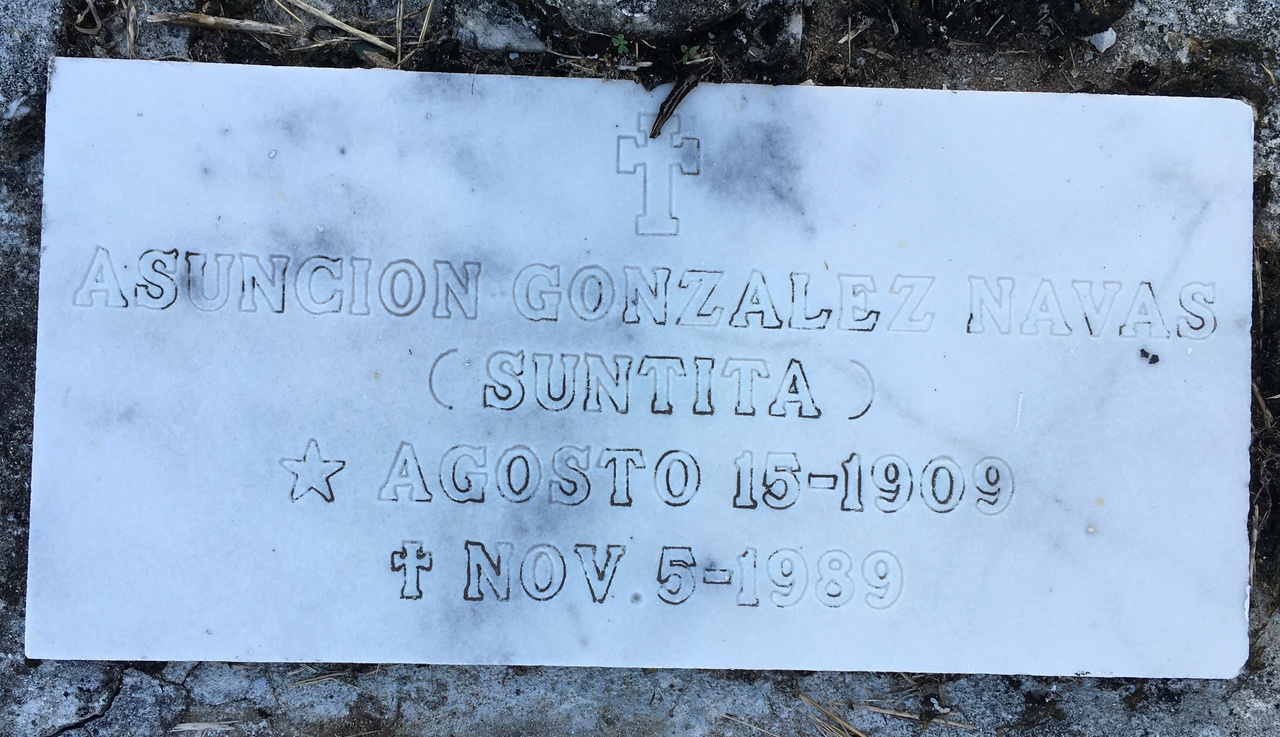 ASUNCION GONZALEZ NAVAS
(SUNTITA)
☆ AGOSTO 15-1909
✝ NOV. 5-1989